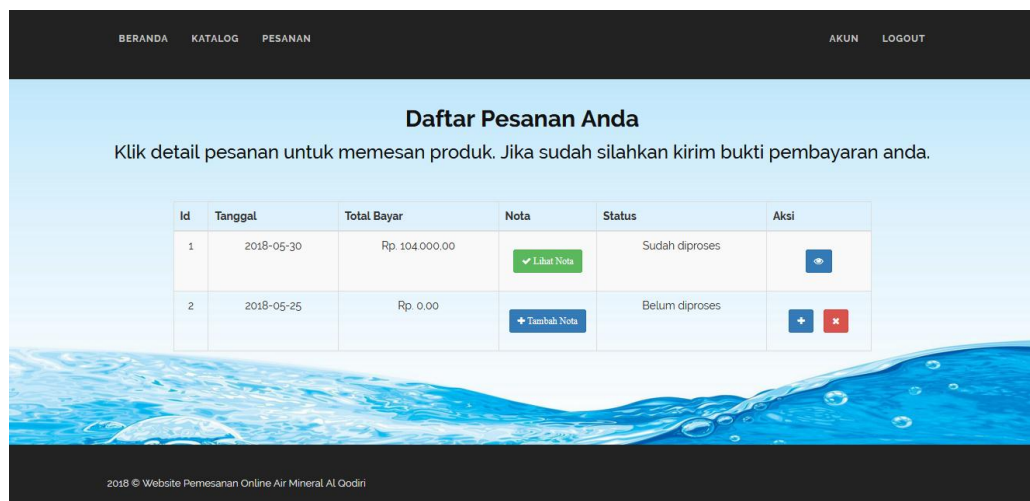 BERANDA KATALOG PESANAN AKUN LOGOUT
Daftar Pesanan Anda
Klik detail pesanan untuk memesan produk. Jika sudah silahkan kirim bukti pembayaran anda.
Id Tanggal Total Bayar Nota Status Aksi
1 2018-05-30 Rp. 104.000,00 Lihat Nota Sudah diproses
2 2018-05-25 Rp. 0,00 Tambah Nota Belum diproses
2018 © Website Pemesanan Online Air Mineral Al Qodiri